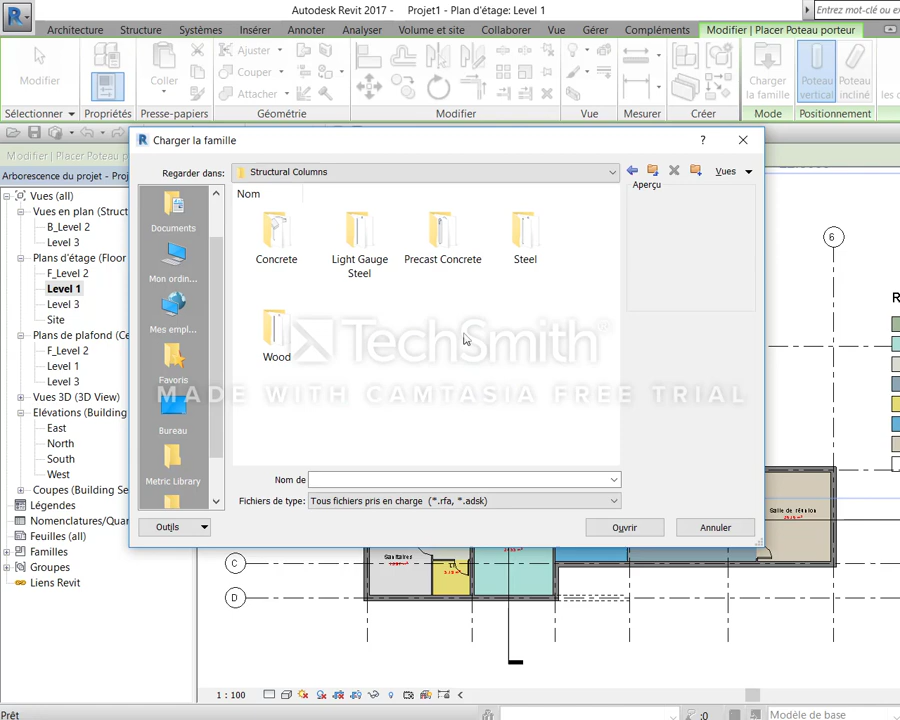 Autodesk Revit 2017 - Projet1 - Plan d'étage: Level 1
Entrez mot-clé ou ex
Architecture Structure Systèmes Insérer Annoter Analyser Volume et site Collaborer Vue Gérer Compléments Modifier | Placer Poteau porteur
Modifier
Coller
Ajuster
Couper
Attacher
Charger
la famille
Poteau
vertical
Poteau
incliné
les c
Sélectionner Propriétés Presse-papiers Géométrie Modifier Vue Mesurer Créer Mode Positionnement
Modifier | Placer Poteau p
Arborescence du projet - Proj
Vues (all)
Vues en plan (Struct
B_Level 2
Level 3
Plans d'étage (Floor
F_Level 2
Level 1
Level 3
Site
Plans de plafond (Ce
F_Level 2
Level 1
Level 3
Vues 3D (3D View)
Elévations (Building
East
North
South
West
Coupes (Building Se
Légendes
Nomenclatures/Quan
Feuilles (all)
Familles
Groupes
Liens Revit
Charger la famille
?
Regarder dans:
Structural Columns
Vues
Aperçu
Documents
Mon ordin...
Mes empl...
Favoris
Bureau
Metric Library
Nom
Concrete
Light Gauge
Steel
Precast Concrete
Steel
Wood
TechSmith®
MADE WITH CAMTASIA FREE TRIAL
Nom de
Fichiers de type:
Tous fichiers pris en charge (*.rfa, *.adsk)
Outils
Ouvrir
Annuler
6
R
Salle de réunion
Sanitaires
C
D
1 : 100
Prêt
:0
Modèle de base